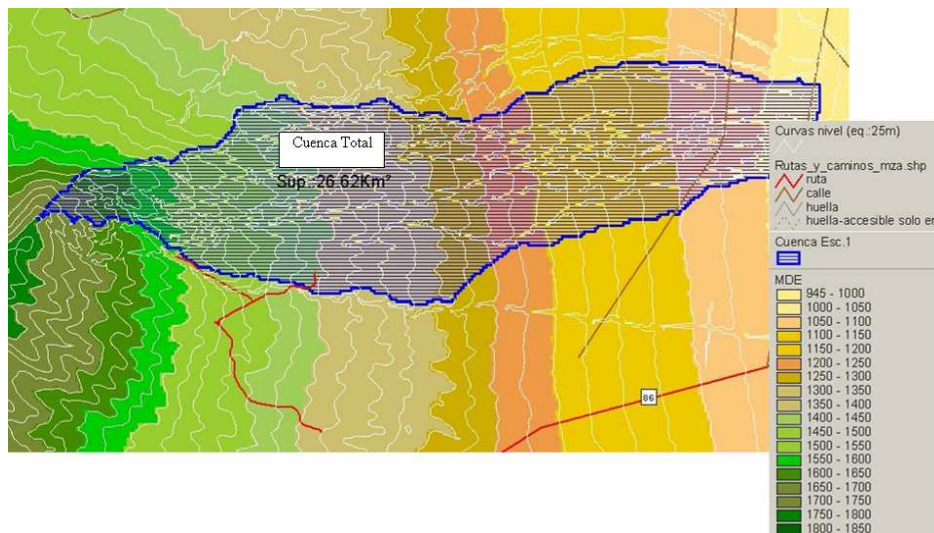 Cuenca Total
Sup.:26.62Km²
86
Curvas nivel (eq.:25m)
Rutas_y_caminos_mza.shp
ruta
calle
huella
huella-accesible solo en
Cuenca Esc.1
MDE
945 - 1000
1000 - 1050
1050 - 1100
1100 - 1150
1150 - 1200
1200 - 1250
1250 - 1300
1300 - 1350
1350 - 1400
1400 - 1450
1450 - 1500
1500 - 1550
1550 - 1600
1600 - 1650
1650 - 1700
1700 - 1750
1750 - 1800
1800 - 1850